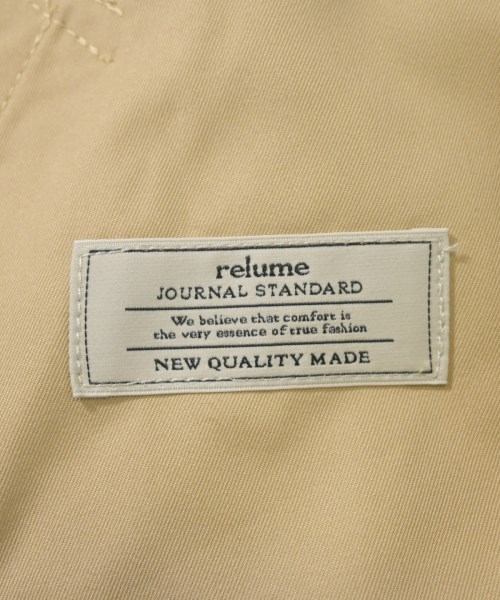 relume
JOURNAL STANDARD
We believe that comfort is
the very essence of true fashion
NEW QUALITY MADE